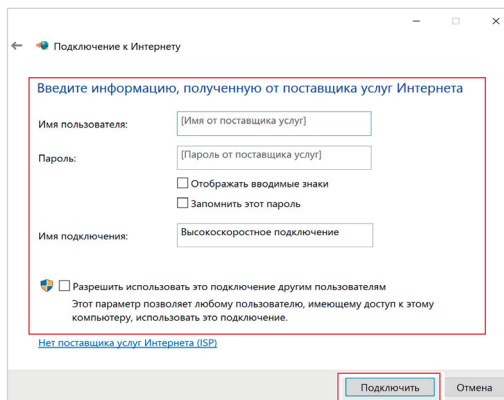 Подключение к Интернету
Введите информацию, полученную от поставщика услуг Интернета
Имя пользователя: [Имя от поставщика услуг]
Пароль: [Пароль от поставщика услуг]
Отображать вводимые знаки
Запомнить этот пароль
Имя подключения: Высокоскоростное подключение
Разрешить использовать это подключение другим пользователям
Этот параметр позволяет любому пользователю, имеющему доступ к этому
компьютеру, использовать это подключение.
Нет поставщика услуг Интернета (ISP)
Подключить Отмена